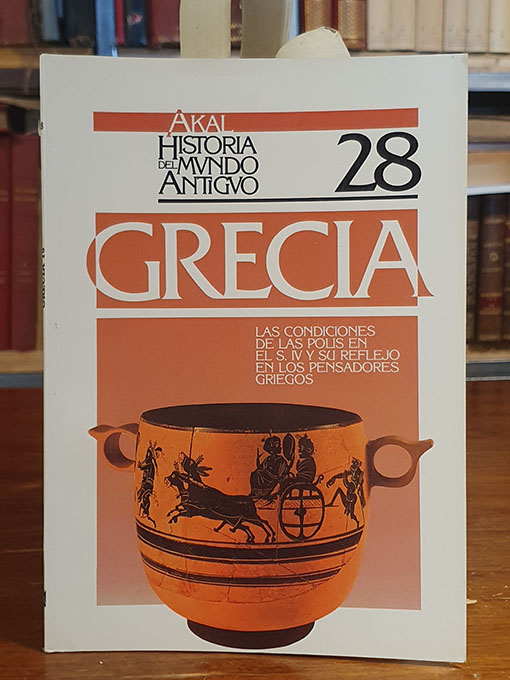 AKAL
HISTORIA
DEL MVNDO
ANTIGVO
28
GRECIA
LAS CONDICIONES
DE LAS POLIS EN
EL S. IV Y SU REFLEJO
EN LOS PENSADORES
GRIEGOS